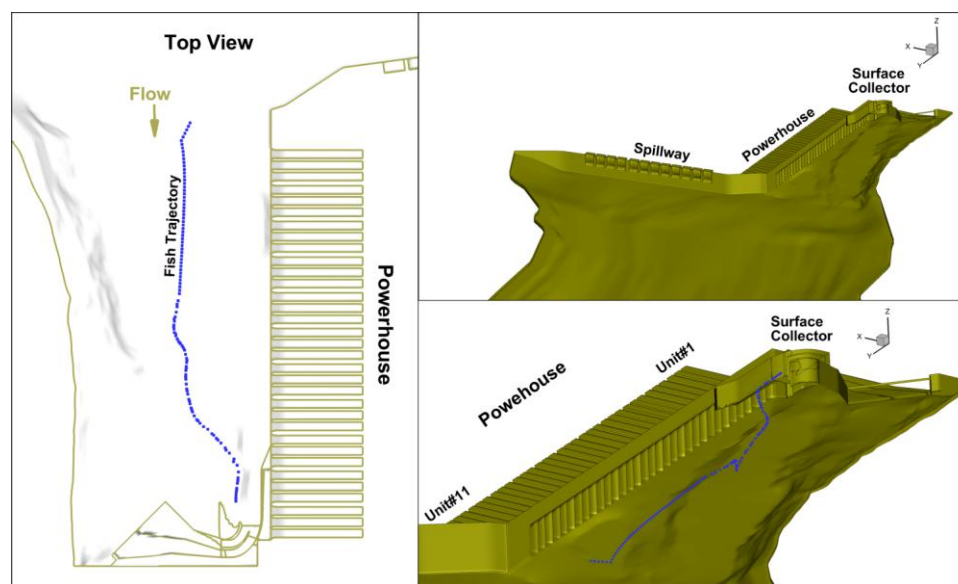 Top View
Flow
Fish Trajectory
Powerhouse
Surface
Collector
Powerhouse
Spillway
Z
X
Y
Surface
Collector
Unit#1
Powehouse
Unit#11
Z
X
Y